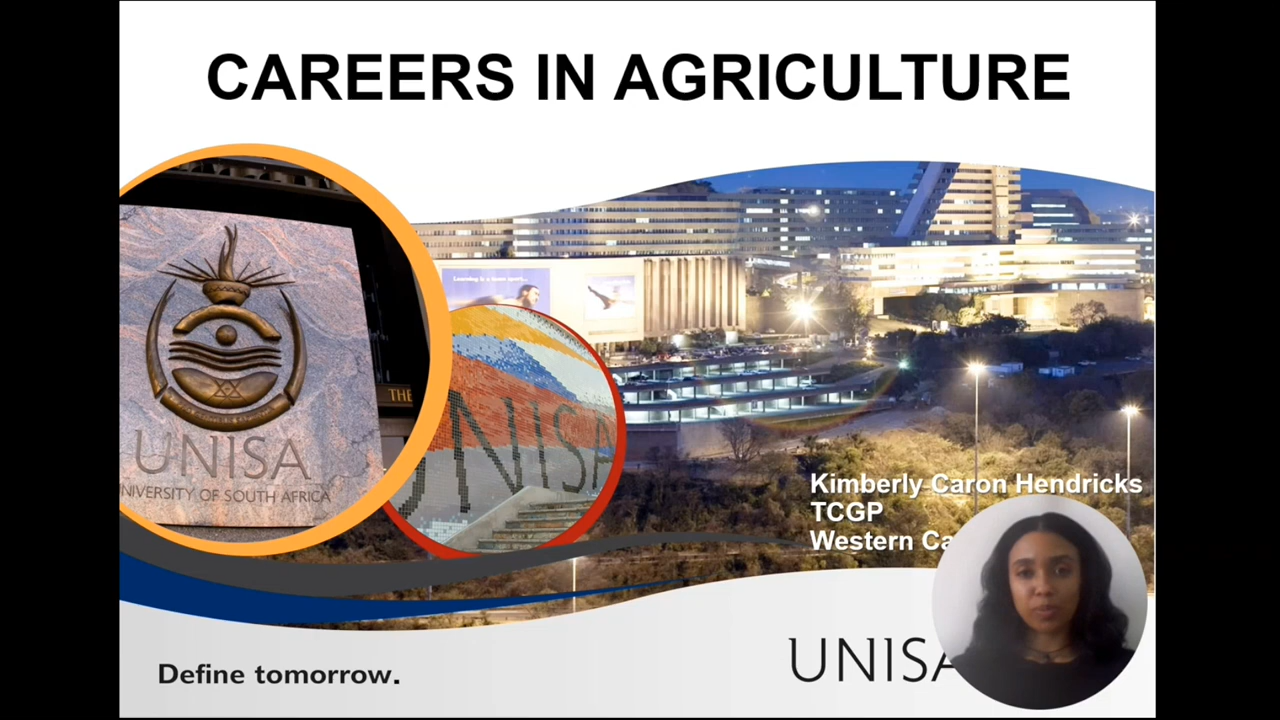 CAREERS IN AGRICULTURE
Learning is a team sport...
THE
UNISA
UNIVERSITY OF SOUTH AFRICA
UNISA
Kimberly Caron Hendricks
TCGP
Western
Define tomorrow.
UNISA